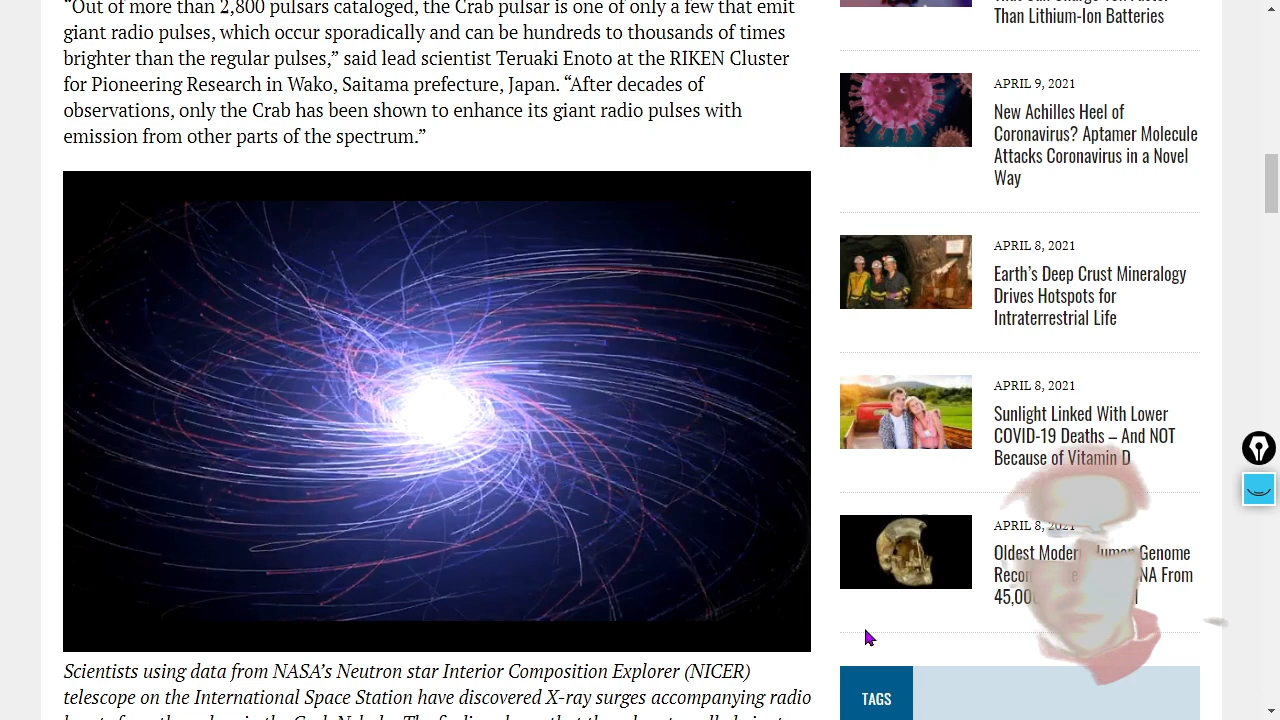 “Out of more than 2,800 pulsars cataloged, the Crab pulsar is one of only a few that emit
giant radio pulses, which occur sporadically and can be hundreds to thousands of times
brighter than the regular pulses,” said lead scientist Teruaki Enoto at the RIKEN Cluster
for Pioneering Research in Wako, Saitama prefecture, Japan. “After decades of
observations, only the Crab has been shown to enhance its giant radio pulses with
emission from other parts of the spectrum.”
Scientists using data from NASA’s Neutron star Interior Composition Explorer (NICER)
telescope on the International Space Station have discovered X-ray surges accompanying radio
Than Lithium-Ion Batteries
APRIL 9, 2021
New Achilles Heel of
Coronavirus? Aptamer Molecule
Attacks Coronavirus in a Novel
Way
APRIL 8, 2021
Earth’s Deep Crust Mineralogy
Drives Hotspots for
Intraterrestrial Life
APRIL 8, 2021
Sunlight Linked With Lower
COVID-19 Deaths – And NOT
Because of Vitamin D
APRIL 8, 2021
Oldest Modern Human Genome
From
TAGS